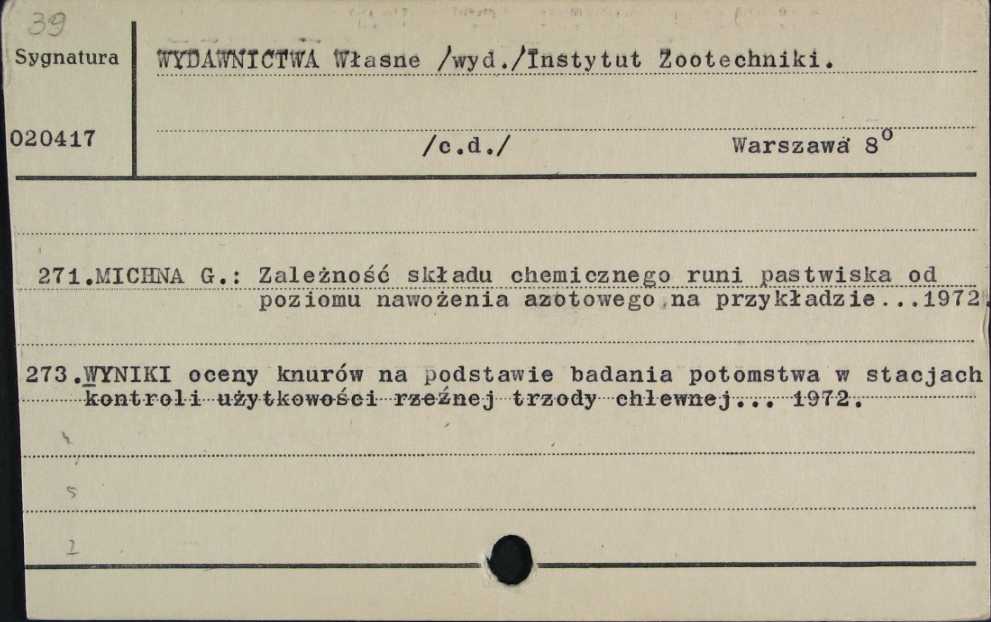 39
Sygnatura
WYDAWNICTWA Własne /wyd./Instytut Zootechniki.
020417
/c.d./ Warszawa 8°
271.MICHNA G.: Zależność składu chemicznego runi pastwiska od
poziomu nawożenia azotowego na przykładzie...1972.
273.WYNIKI oceny knurów na podstawie badania potomstwa w stacjach
kontroli użytkowości rzeźnej trzody chlewnej... 1972.
5